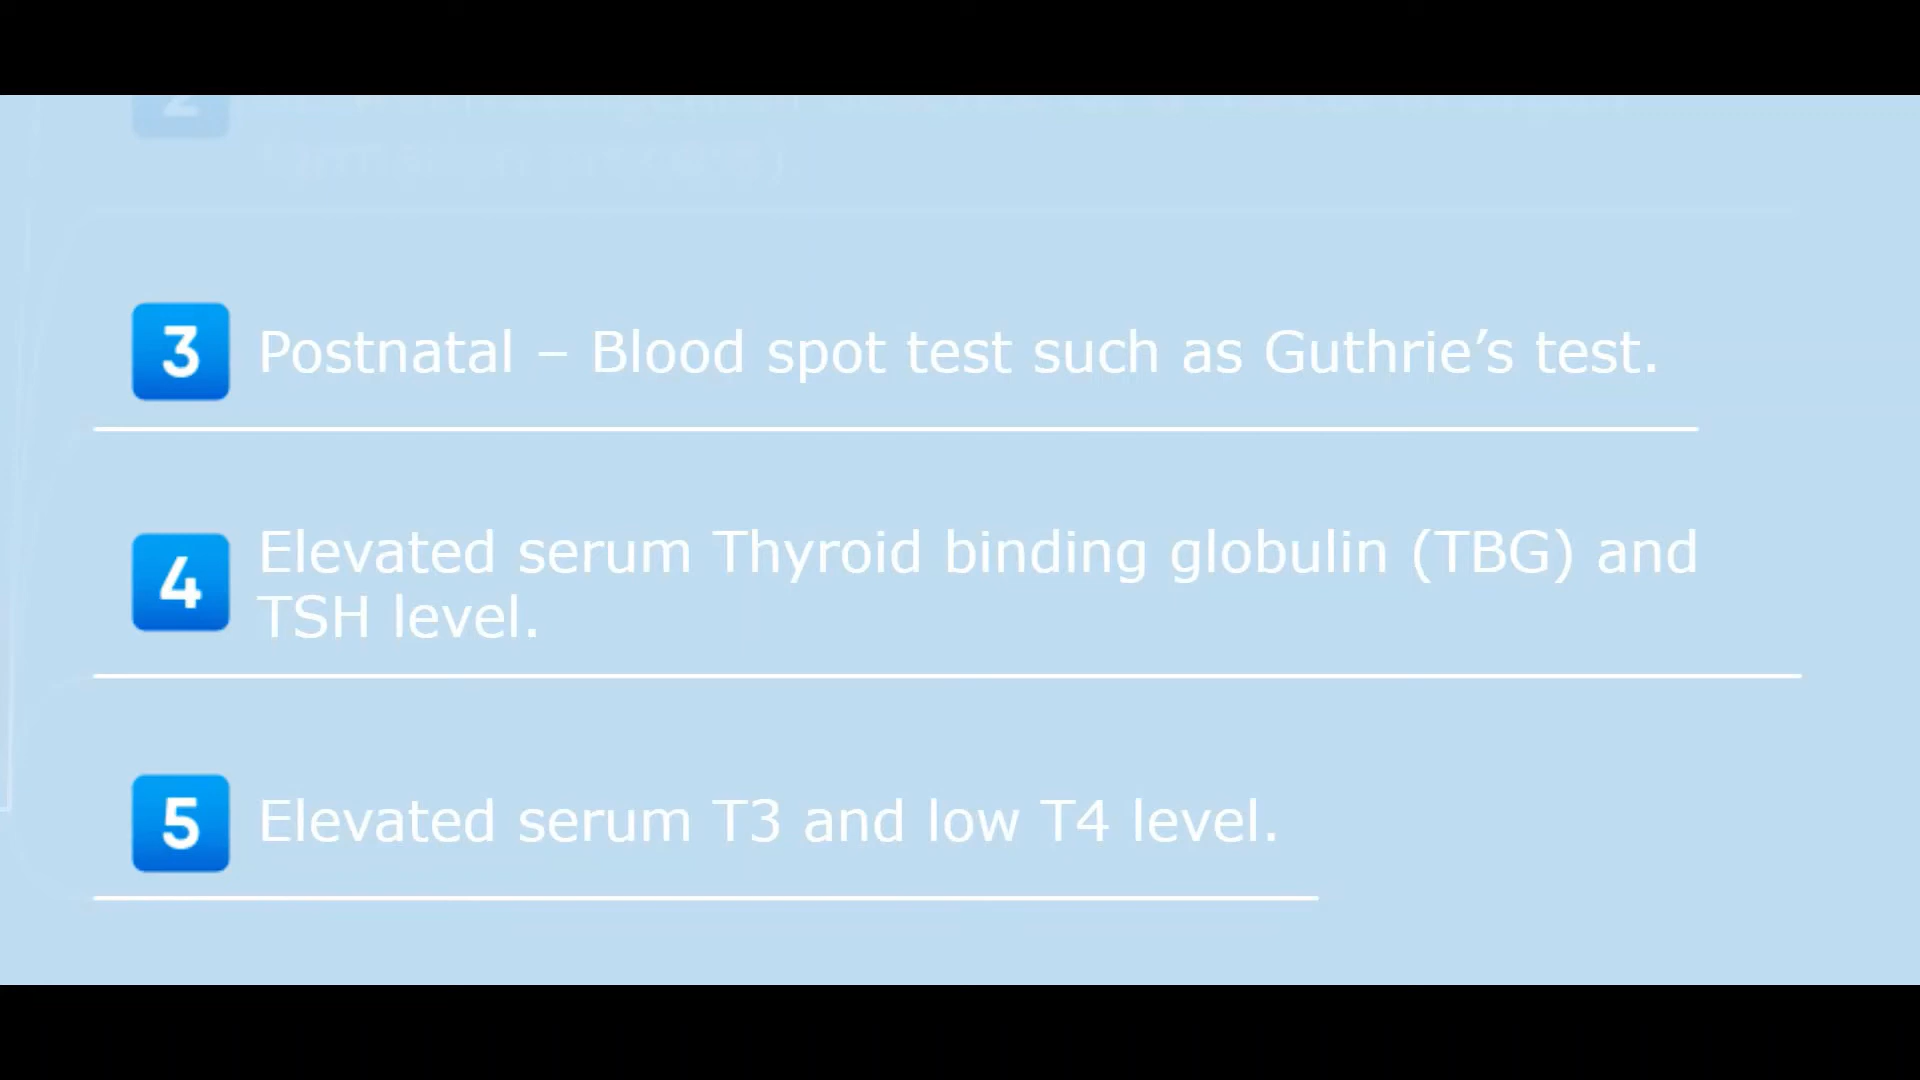 3 Postnatal – Blood spot test such as Guthrie’s test.
4 Elevated serum Thyroid binding globulin (TBG) and
TSH level.
5 Elevated serum T3 and low T4 level.